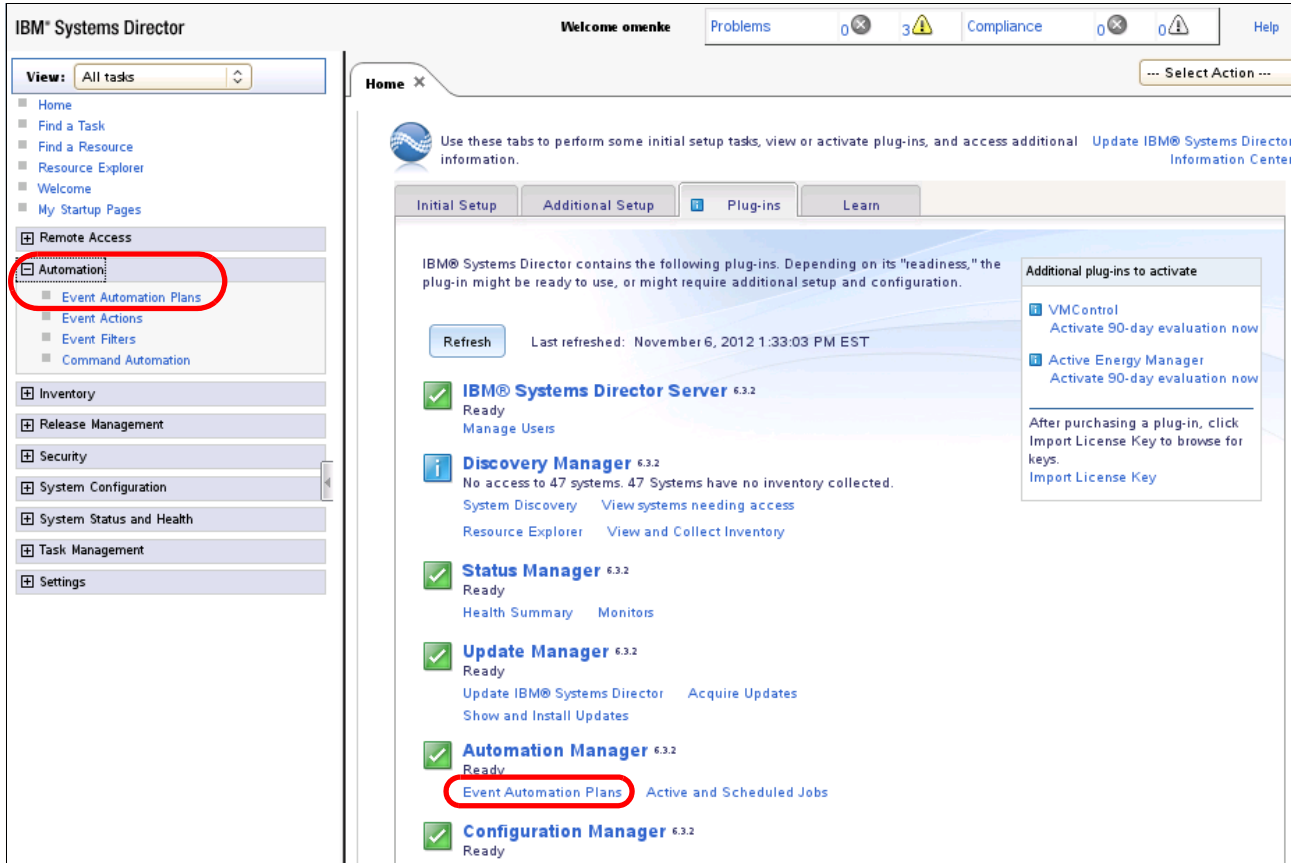 IBM® Systems Director
Welcome omenke
Problems
0
3
Compliance
0
0
Help
View: All tasks
Home
Find a Task
Find a Resource
Resource Explorer
Welcome
My Startup Pages
Remote Access
Automation
Event Automation Plans
Event Actions
Event Filters
Command Automation
Inventory
Release Management
Security
System Configuration
System Status and Health
Task Management
Settings
Home
--- Select Action ---
Use these tabs to perform some initial setup tasks, view or activate plug-ins, and access additional
information.
Update IBM® Systems Director
Information Center
Initial Setup
Additional Setup
Plug-ins
Learn
IBM® Systems Director contains the following plug-ins. Depending on its "readiness," the
plug-in might be ready to use, or might require additional setup and configuration.
Refresh
Last refreshed: November 6, 2012 1:33:03 PM EST
IBM® Systems Director Server 6.3.2
Ready
Manage Users
Discovery Manager 6.3.2
No access to 47 systems. 47 Systems have no inventory collected.
System Discovery View systems needing access
Resource Explorer View and Collect Inventory
Status Manager 6.3.2
Ready
Health Summary Monitors
Update Manager 6.3.2
Ready
Update IBM® Systems Director Acquire Updates
Show and Install Updates
Automation Manager 6.3.2
Ready
Event Automation Plans Active and Scheduled Jobs
Configuration Manager 6.3.2
Ready
Additional plug-ins to activate
VMControl
Activate 90-day evaluation now
Active Energy Manager
Activate 90-day evaluation now
After purchasing a plug-in, click
Import License Key to browse for
keys.
Import License Key